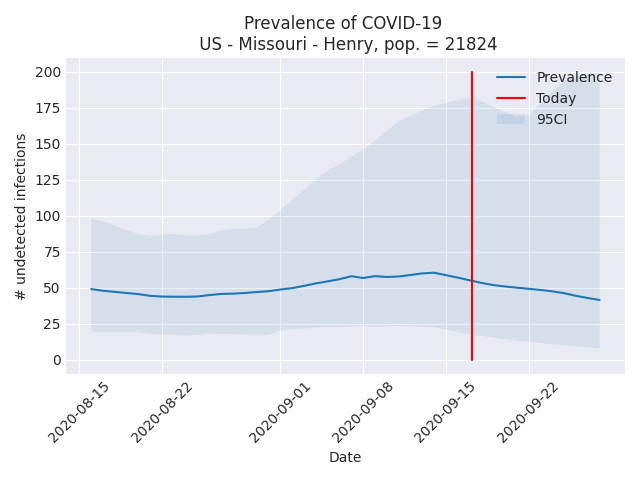 Prevalence of COVID-19
US - Missouri - Henry, pop. = 21824
200
175
150
125
100
75
50
25
0
# undetected infections
Prevalence
Today
95CI
2020-08-15
2020-08-22
2020-09-01
2020-09-08
2020-09-15
2020-09-22
Date